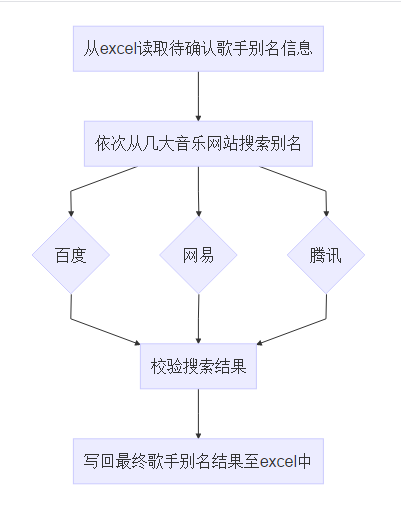 从excel读取待确认歌手别名信息
依次从几大音乐网站搜索别名
百度
网易
腾讯
校验搜索结果
写回最终歌手别名结果至excel中